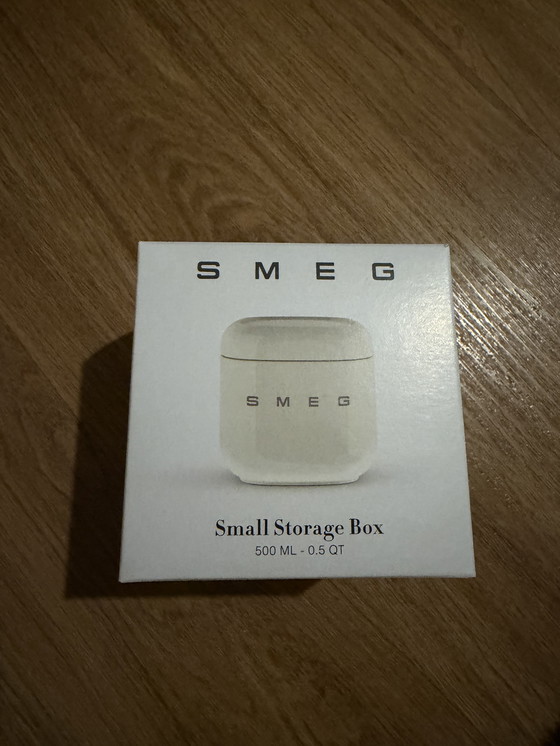 SMEG
SMEG
Small Storage Box
500 ML - 0.5 QT